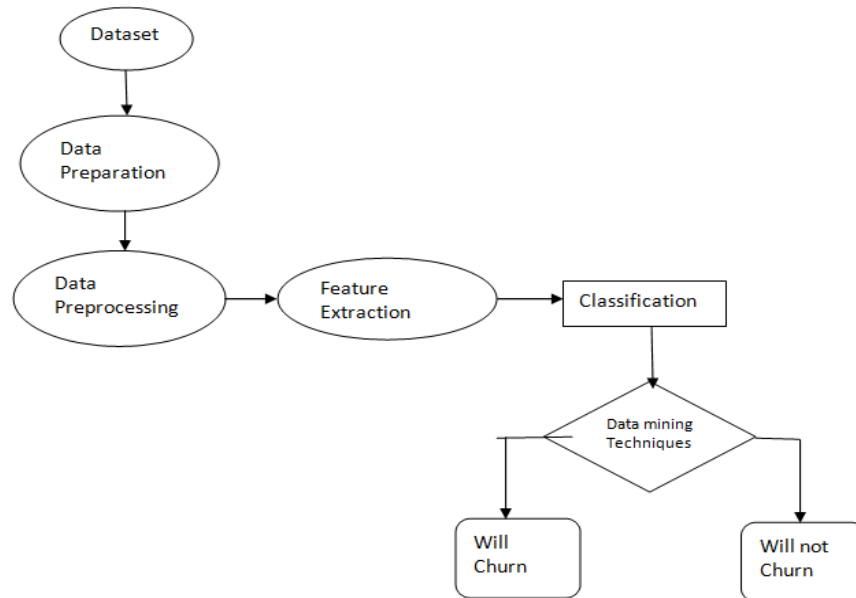 Dataset
Data
Preparation
Data
Preprocessing
Feature
Extraction
Classification
Data mining
Techniques
Will
Churn
Will not
Churn